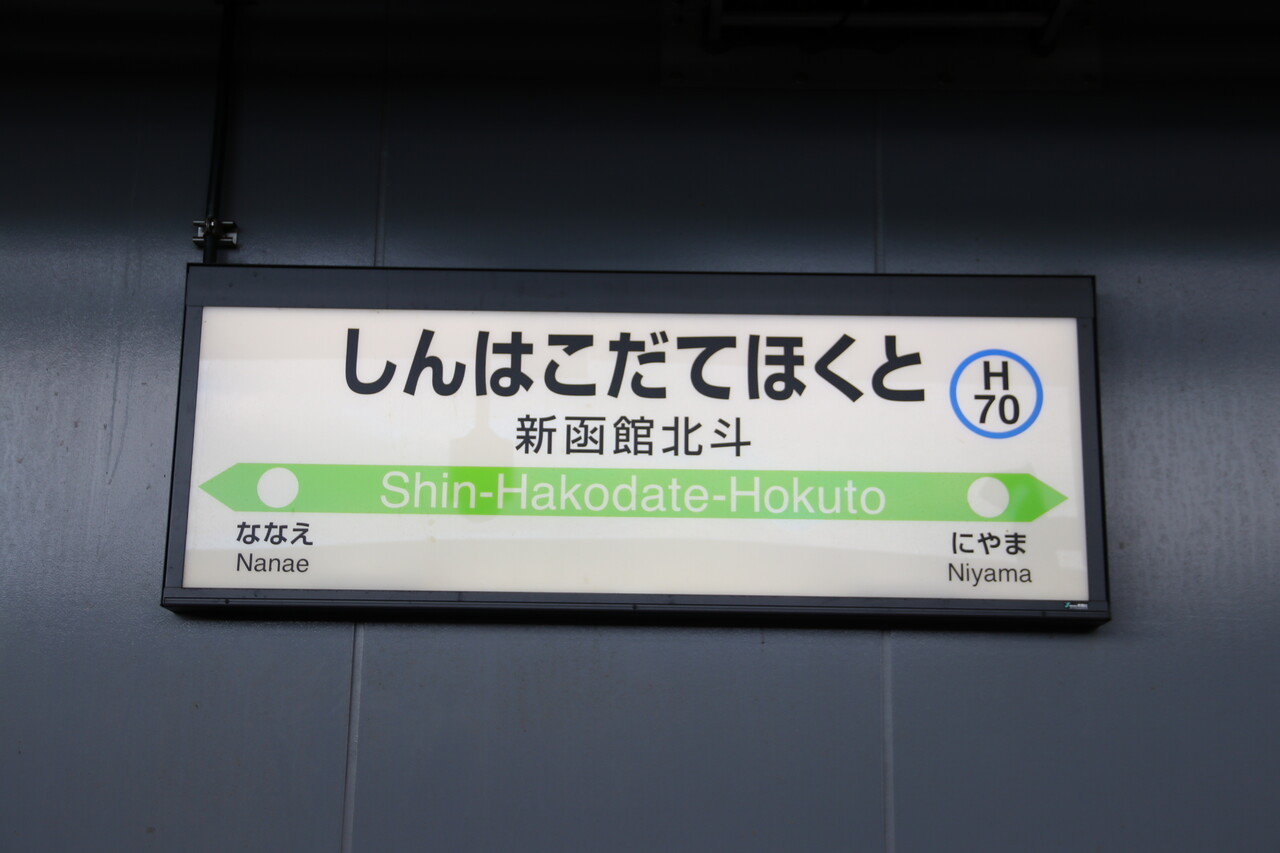 しんはこだてほくと
H
70
新函館北斗
Shin-Hakodate-Hokuto
ななえ
Nanae
にやま
Niyama